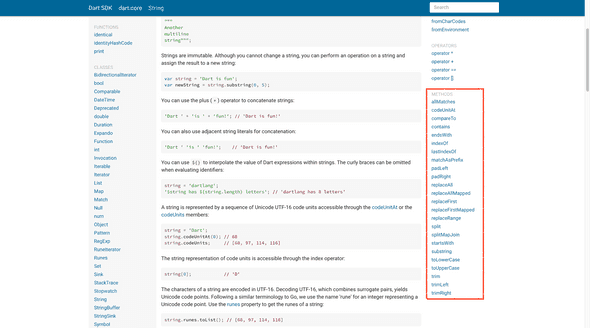 Dart SDK dart:core String
Search
FUNCTIONS
identical
identityHashCode
print
CLASSES
BidirectionalIterator
bool
Comparable
DateTime
Deprecated
double
Duration
Expando
Function
int
Invocation
Iterable
Iterator
List
Map
Match
Null
num
Object
Pattern
RegExp
RuneIterator
Runes
Set
Sink
StackTrace
Stopwatch
String
StringBuffer
StringSink
Symbol
"""
Another
multiline
string""";
Strings are immutable. Although you cannot change a string, you can perform an operation on a string and
assign the result to a new string:
var string = 'Dart is fun';
var newString = string.substring(0, 5);
You can use the plus (+) operator to concatenate strings:
'Dart ' + 'is ' + 'fun!'; // 'Dart is fun!'
You can also use adjacent string literals for concatenation:
'Dart ' 'is ' 'fun!'; // 'Dart is fun!'
You can use ${} to interpolate the value of Dart expressions within strings. The curly braces can be omitted
when evaluating identifiers:
string = 'dartlang';
'$string has ${string.length} letters'; // 'dartlang has 8 letters'
A string is represented by a sequence of Unicode UTF-16 code units accessible through the codeUnitAt or the
codeUnits members:
string = 'Dart';
string.codeUnitAt(0); // 68
string.codeUnits; // [68, 97, 114, 116]
The string representation of code units is accessible through the index operator:
string[0]; // 'D'
The characters of a string are encoded in UTF-16. Decoding UTF-16, which combines surrogate pairs, yields
Unicode code points. Following a similar terminology to Go, we use the name 'rune' for an integer representing a
Unicode code point. Use the runes property to get the runes of a string:
string.runes.toList(); // [68, 97, 114, 116]
fromCharCodes
fromEnvironment
OPERATORS
operator *
operator +
operator ==
operator []
METHODS
allMatches
codeUnitAt
compareTo
contains
endsWith
indexOf
lastIndexOf
matchAsPrefix
padLeft
padRight
replaceAll
replaceAllMapped
replaceFirst
replaceFirstMapped
replaceRange
split
splitMapJoin
startsWith
substring
toLowerCase
toUpperCase
trim
trimLeft
trimRight